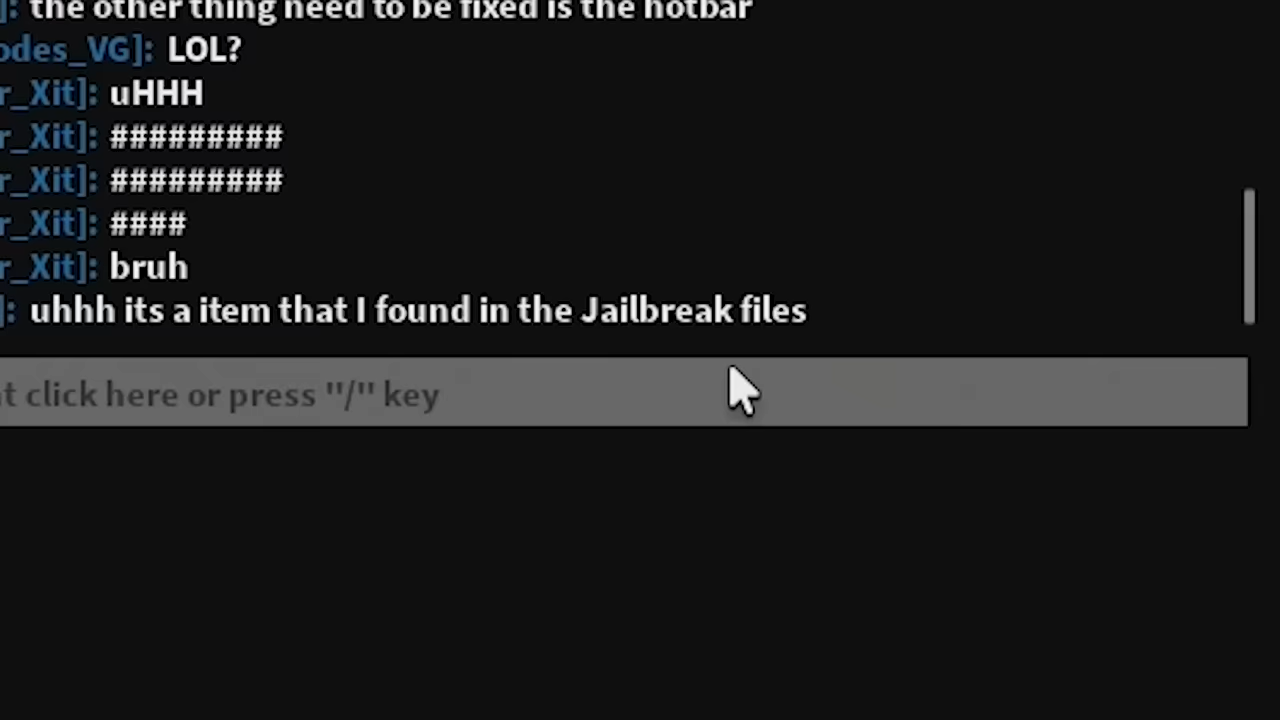 ]: the other thing need to be fixed is the hotbar
odes_VG]: LOL?
r_Xit]: uHHH
r_Xit]: #########
r_Xit]: #########
r_Xit]: ####
r_Xit]: bruh
]: uhhh its a item that I found in the Jailbreak files
t click here or press "/" key